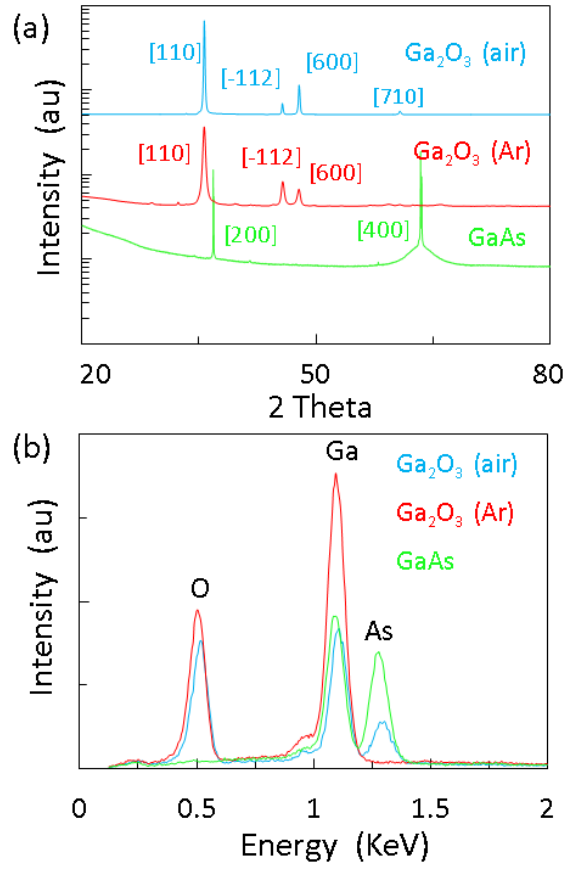 (a)
Ga₂O₃ (air)
[110]
[-112]
[600]
[710]
Ga₂O₃ (Ar)
[110]
[-112]
[600]
GaAs
[200]
[400]
Intensity (au)
20
50
80
2 Theta
(b)
Ga
Ga₂O₃ (air)
Ga₂O₃ (Ar)
GaAs
O
As
Intensity (au)
0
0.5
1
1.5
2
Energy (KeV)